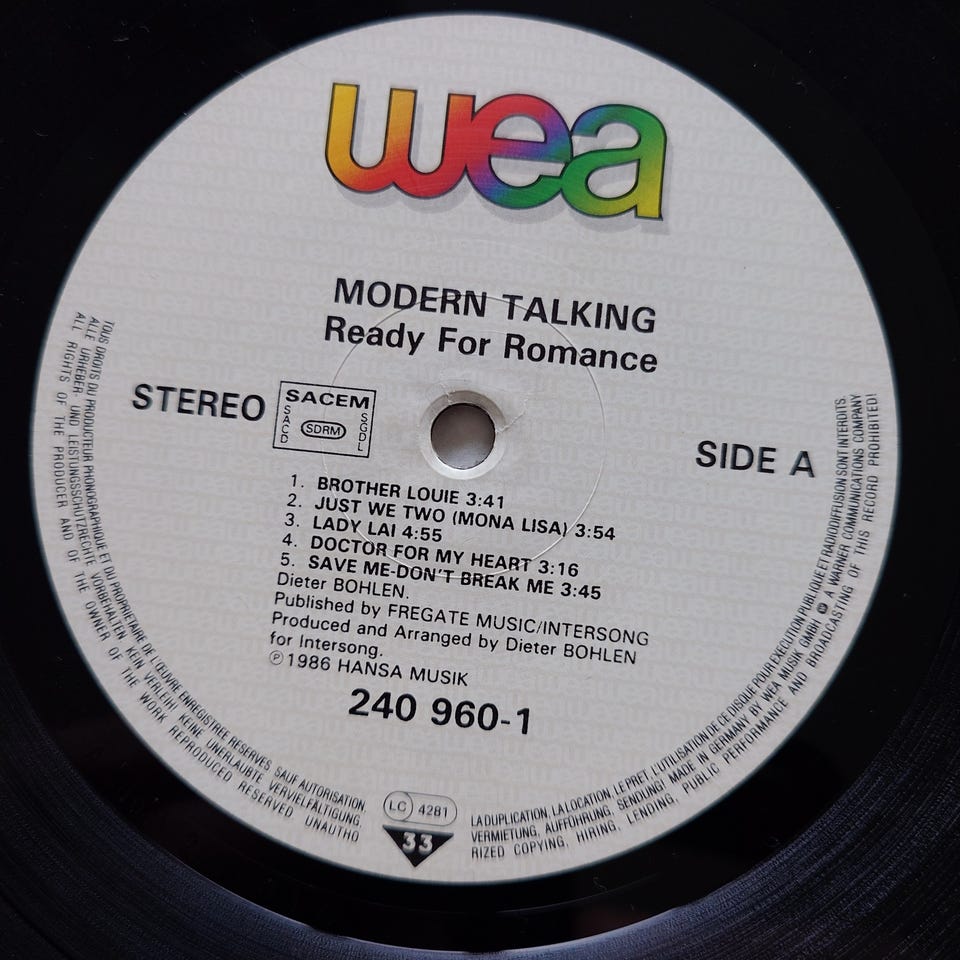 wea
MODERN TALKING
Ready For Romance
STEREO
SACEM
SACD
SDRM
SGDL
SIDE A
1. BROTHER LOUIE 3:41
2. JUST WE TWO (MONA LISA) 3:54
3. LADY LAI 4:55
4. DOCTOR FOR MY HEART 3:16
5. SAVE ME-DON'T BREAK ME 3:45
Dieter BOHLEN.
Published by FREGATE MUSIC/INTERSONG
Produced and Arranged by Dieter BOHLEN
for Intersong.
℗1986 HANSA MUSIK
240 960-1
TOUS DROITS DU PRODUCTEUR PHONOGRAPHIQUE ET DU PROPRIETAIRE DE L'ŒUVRE ENREGISTREE RESERVES SAUF AUTORISATION, LA DUPLICATION, LA LOCATION, LE PRET, L'UTILISATION DE CE DISQUE POUR EXECUTION PUBLIQUE ET RADIODIFFUSION SONT INTERDITS.
ALLE URHEBER- UND LEISTUNGSSCHUTZRECHTE VORBEHALTEN KEIN VERLEIH! KEINE UNERLAUBTE VERVIELFÄLTIGUNG, VERMIETUNG, AUFFÜHRUNG, SENDUNG! MADE IN GERMANY BY WEA MUSIK GMBH A WARNER COMMUNICATIONS COMPANY
ALL RIGHTS OF THE PRODUCER AND OF THE OWNER OF THE WORK REPRODUCED RESERVED UNAUTHORIZED COPYING, HIRING, LENDING, PUBLIC PERFORMANCE AND BROADCASTING OF THIS RECORD PROHIBITED!
LC 4281
33